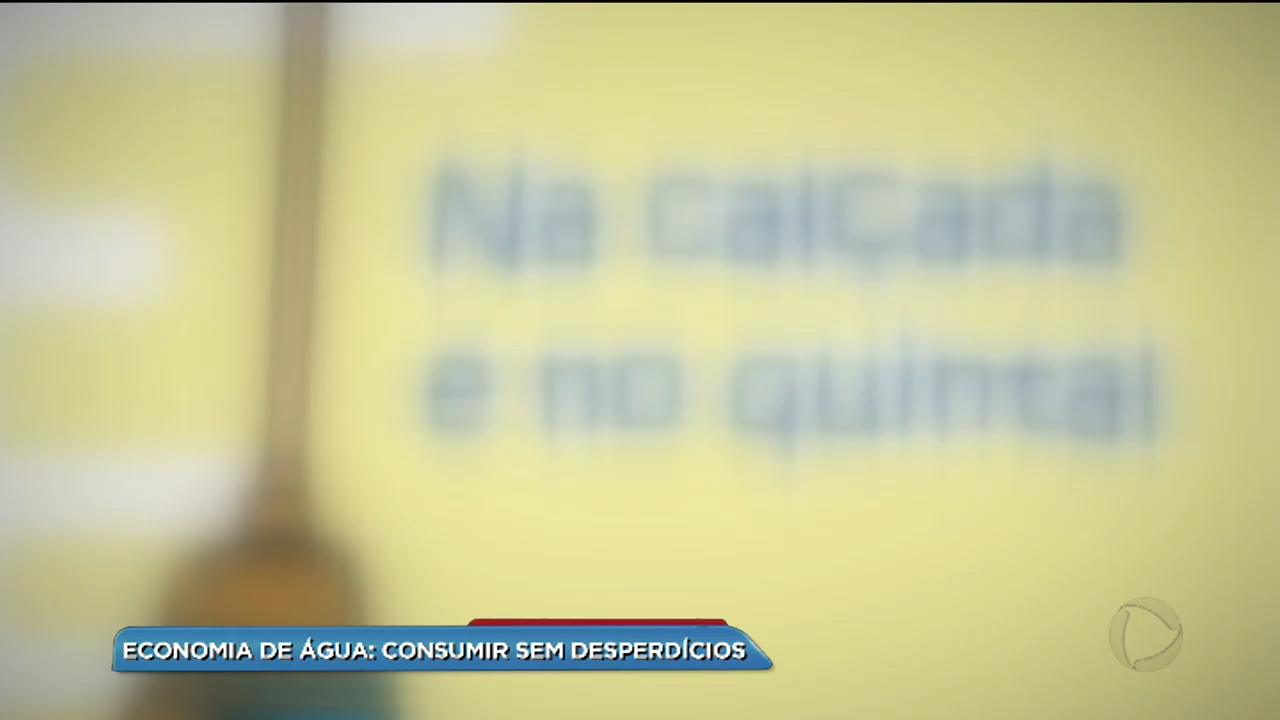 Na calçada
e no quintal
ECONOMIA DE ÁGUA: CONSUMIR SEM DESPERDÍCIOS